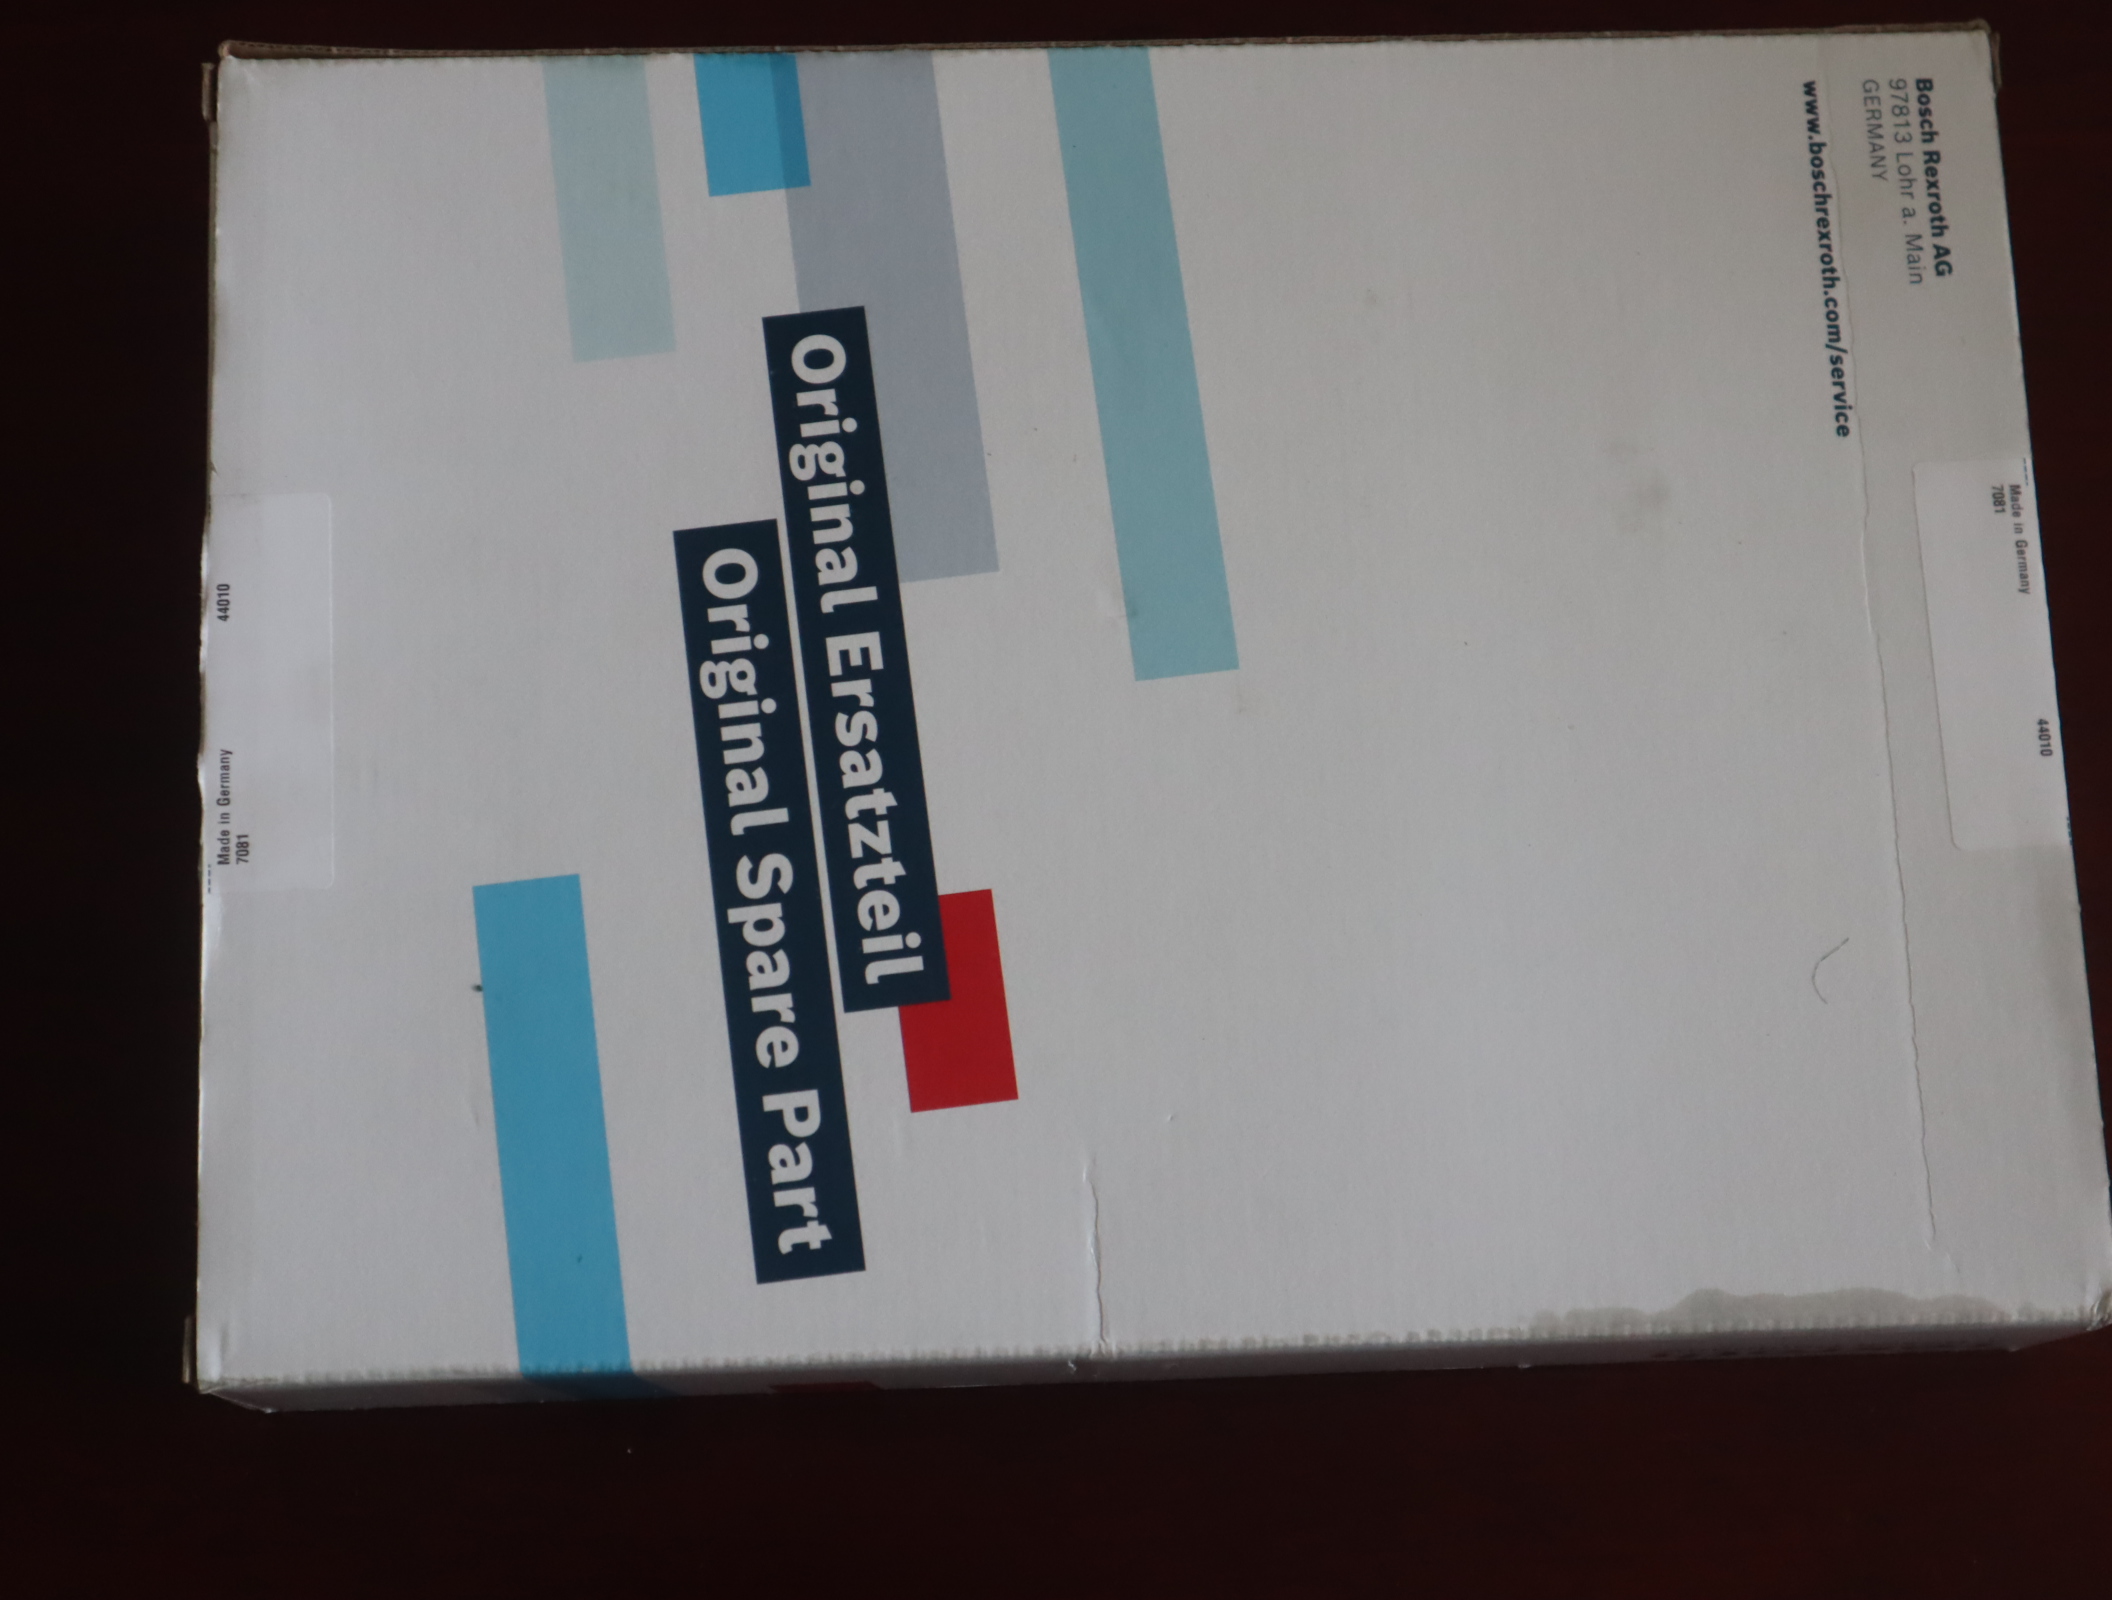 Bosch Rexroth AG
97813 Lohr a. Main
GERMANY
www.boschrexroth.com/service
Made in Germany
7081
44010
Original Ersatzteil
Original Spare Part
44010
Made in Germany
7081